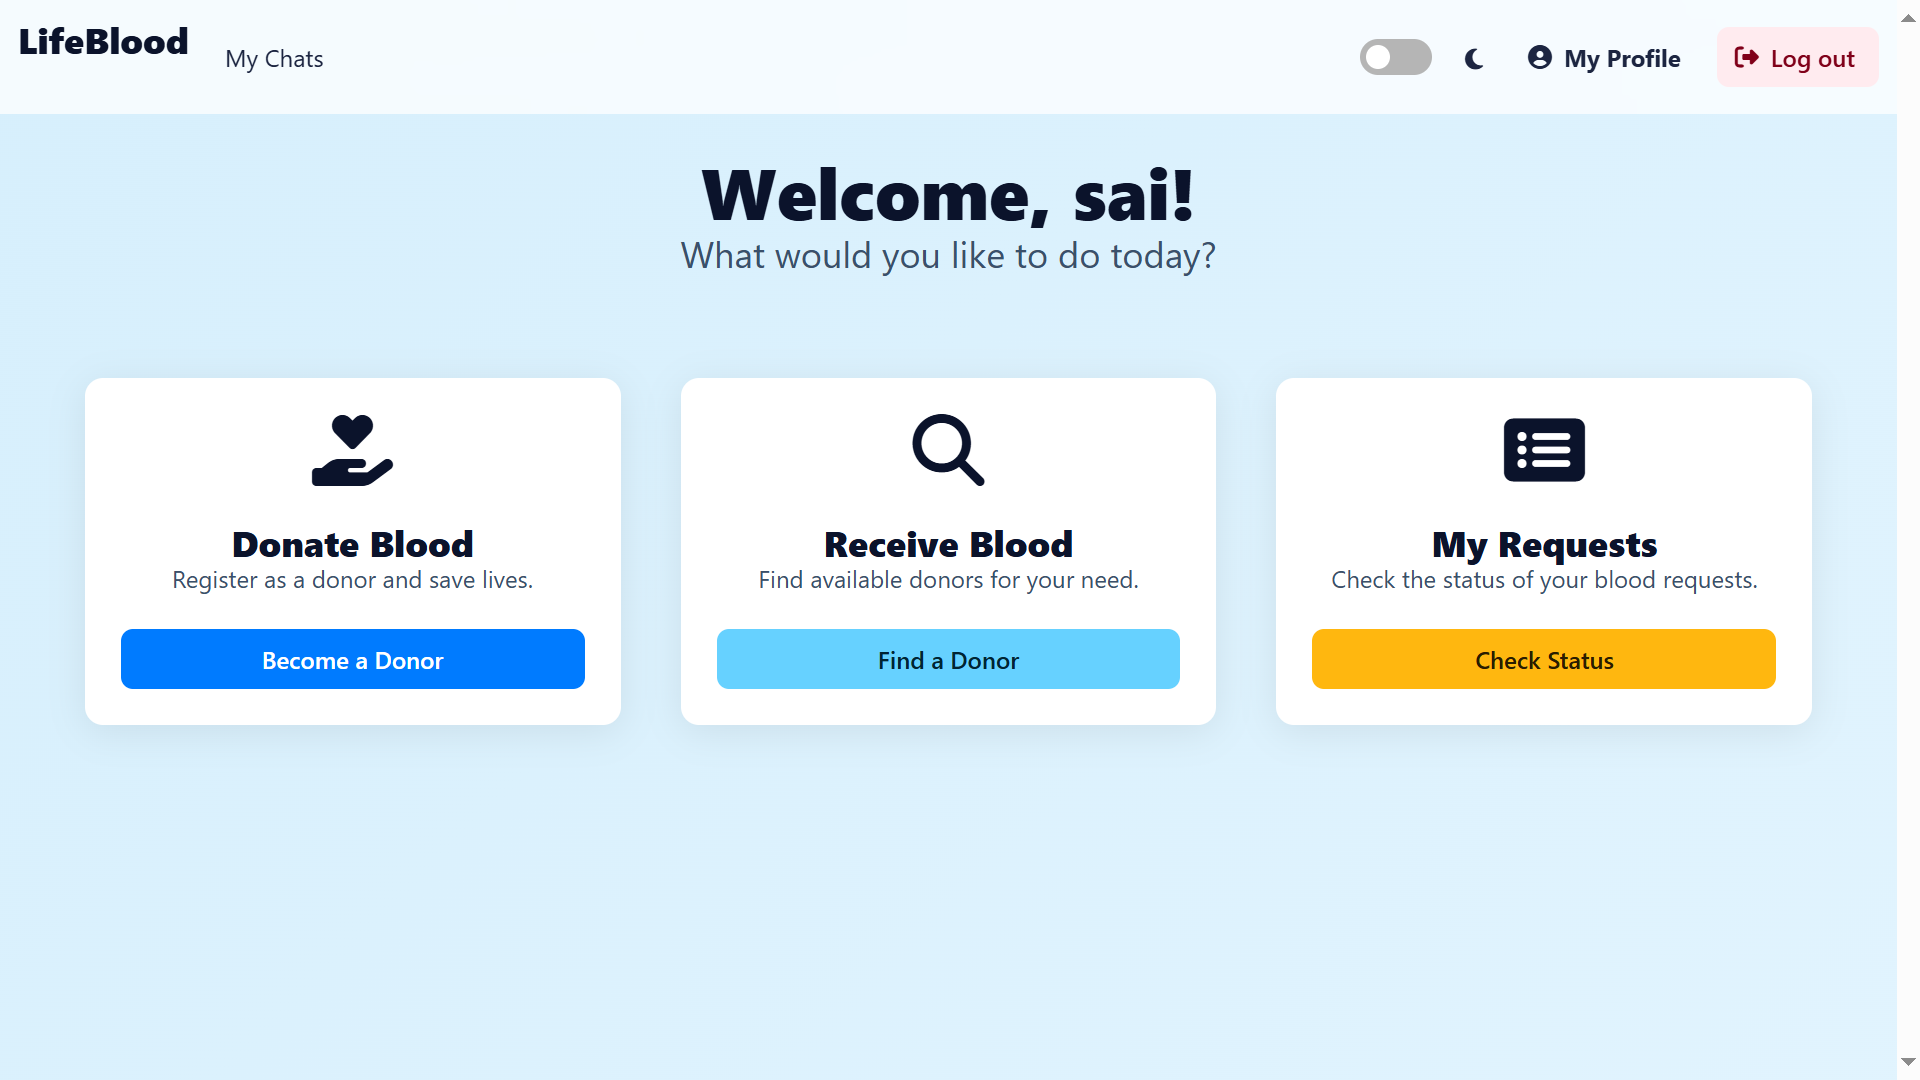 LifeBlood
My Chats
My Profile
Log out
Welcome, sai!
What would you like to do today?
Donate Blood
Register as a donor and save lives.
Become a Donor
Receive Blood
Find available donors for your need.
Find a Donor
My Requests
Check the status of your blood requests.
Check Status